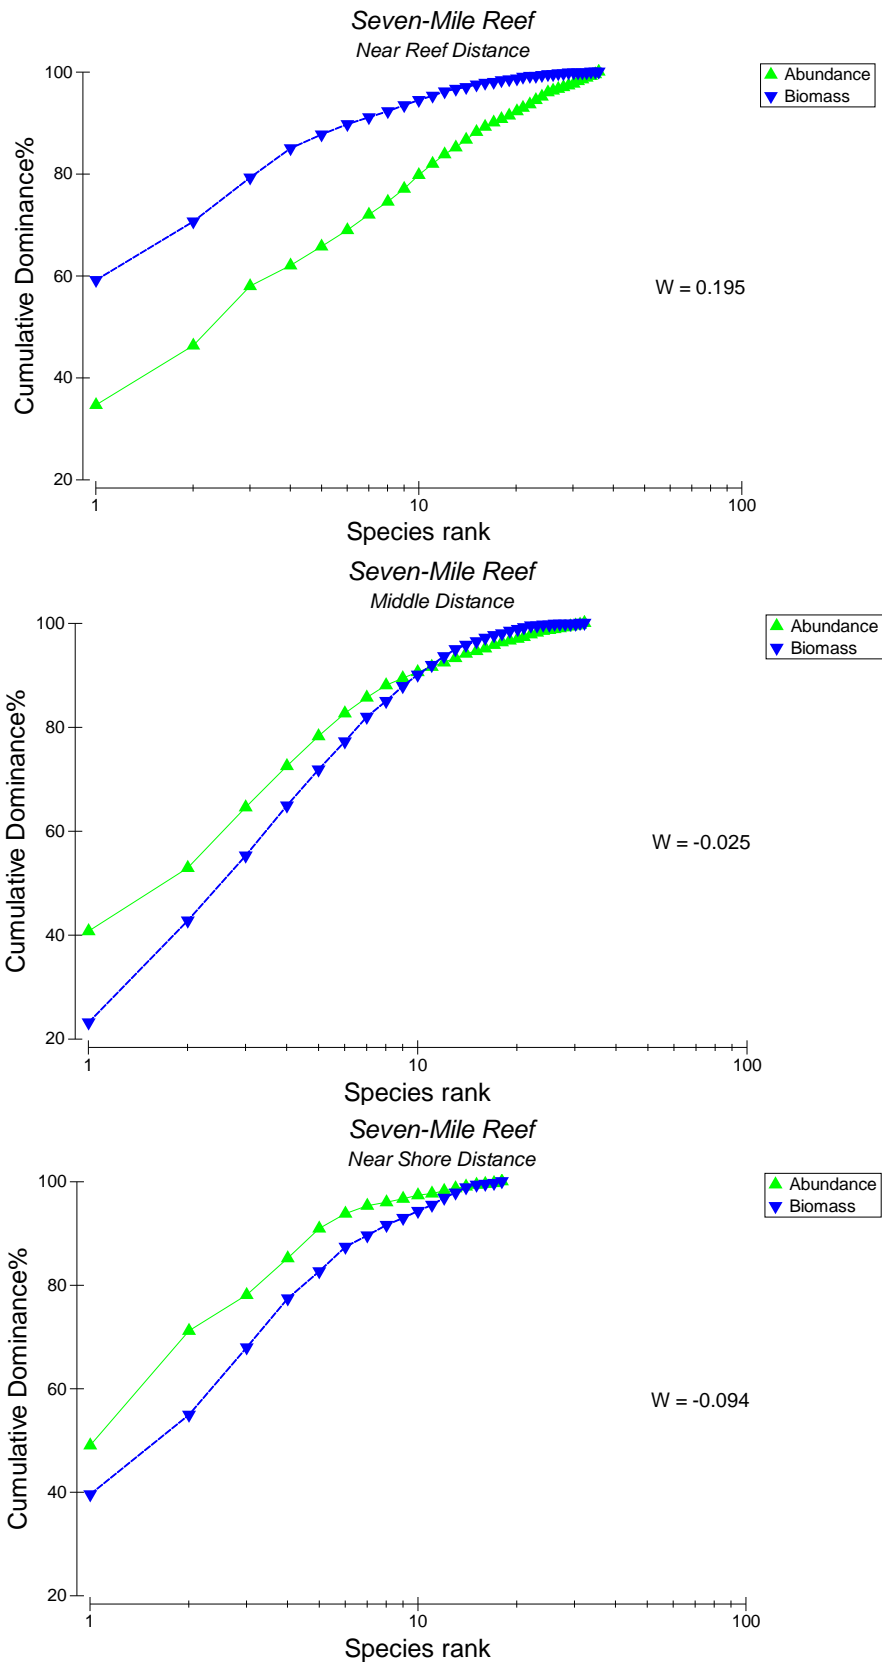 Seven-Mile Reef
Near Reef Distance
100
80
60
40
20
Cumulative Dominance%
Abundance
Biomass
W = 0.195
1
10
100
Species rank
Seven-Mile Reef
Middle Distance
100
80
60
40
20
Cumulative Dominance%
Abundance
Biomass
W = -0.025
1
10
100
Species rank
Seven-Mile Reef
Near Shore Distance
100
80
60
40
20
Cumulative Dominance%
Abundance
Biomass
W = -0.094
1
10
100
Species rank